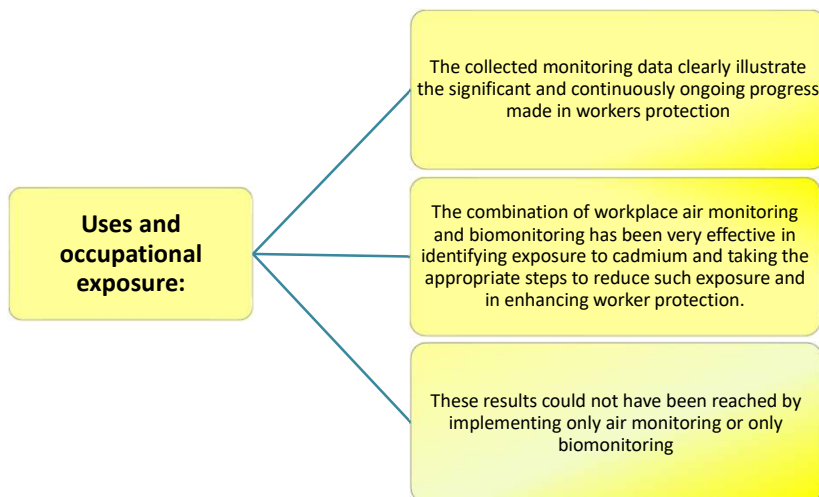 Uses and
occupational
exposure:
The collected monitoring data clearly illustrate
the significant and continuously ongoing progress
made in workers protection
The combination of workplace air monitoring
and biomonitoring has been very effective in
identifying exposure to cadmium and taking the
appropriate steps to reduce such exposure and
in enhancing worker protection.
These results could not have been reached by
implementing only air monitoring or only
biomonitoring